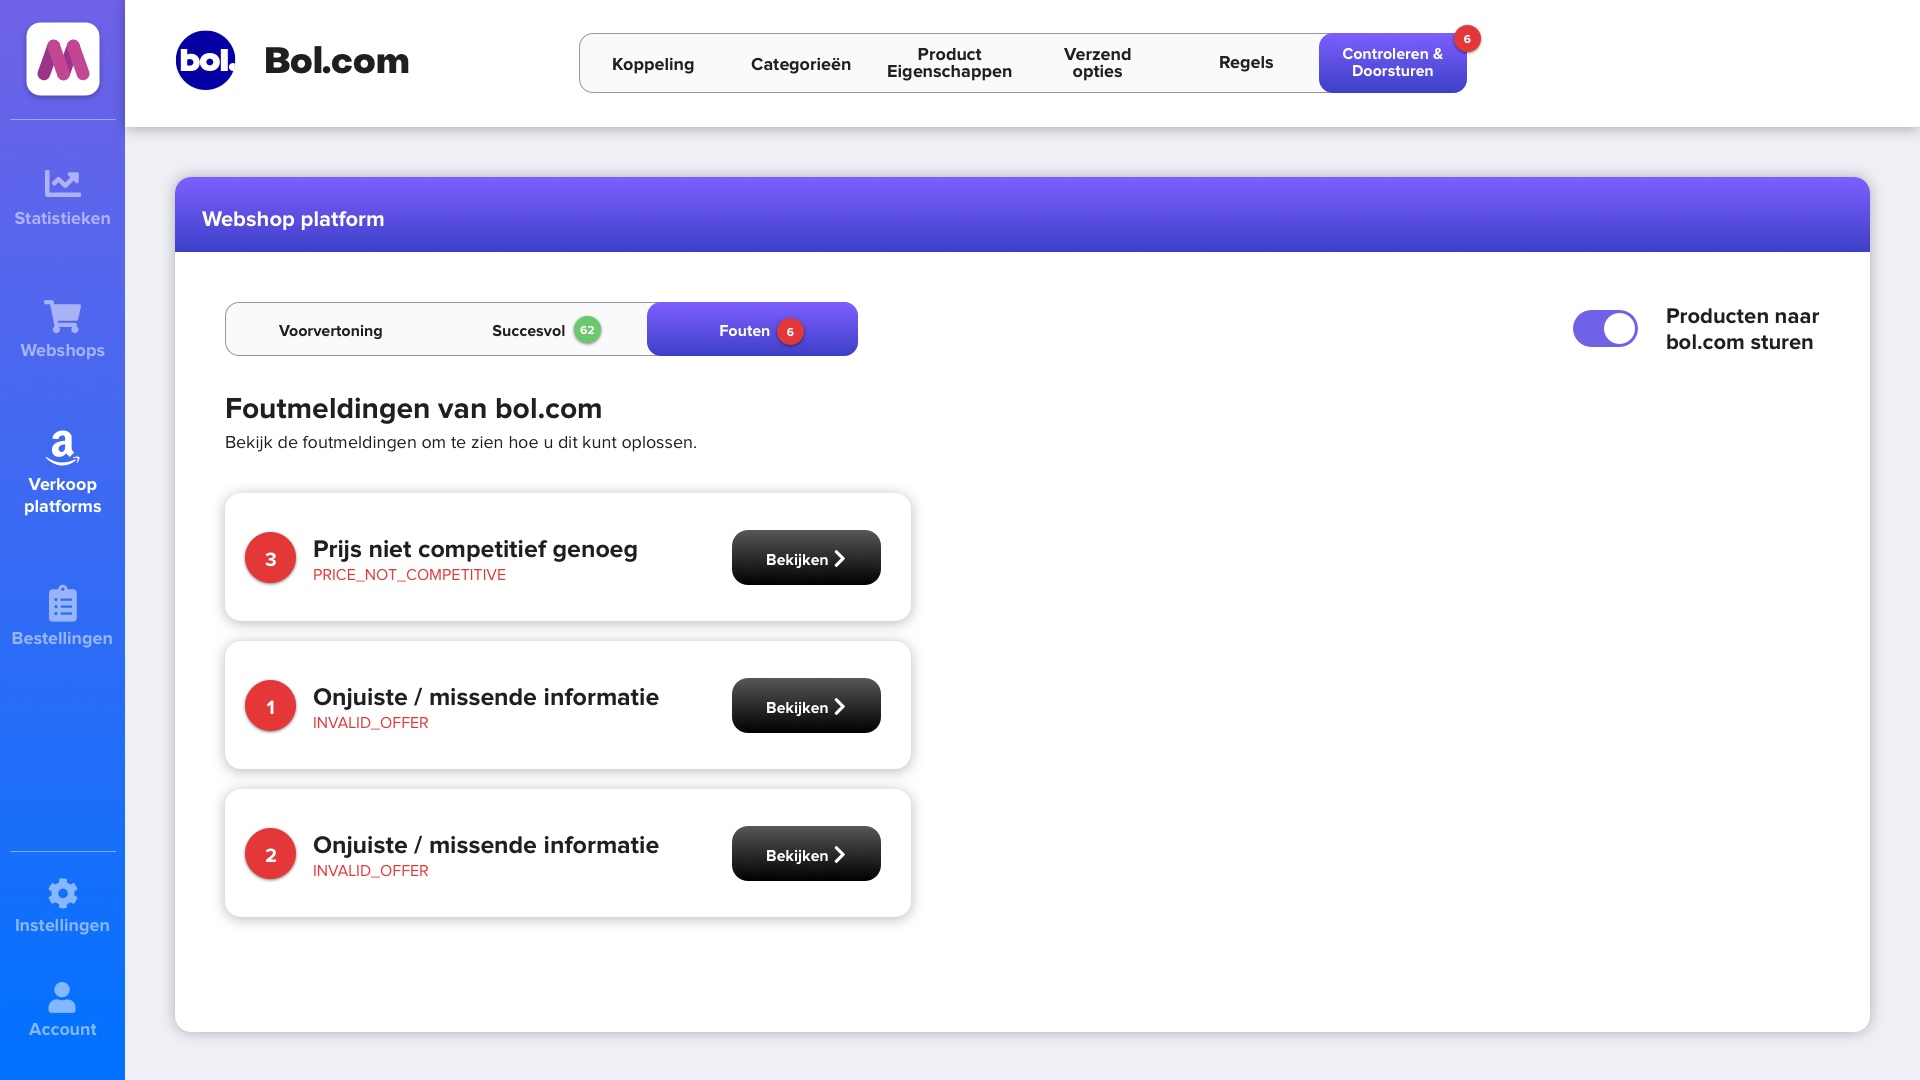 Statistieken
Webshops
a
Verkoop
platforms
Bestellingen
Instellingen
Account
bol.
Bol.com
Koppeling
Categorieën
Product
Eigenschappen
Verzend
opties
Regels
Controleren &
Doorsturen
6
Webshop platform
Voorvertoning
Succesvol 62
Fouten 6
Producten naar
bol.com sturen
Foutmeldingen van bol.com
Bekijk de foutmeldingen om te zien hoe u dit kunt oplossen.
3
Prijs niet competitief genoeg
PRICE_NOT_COMPETITIVE
Bekijken
1
Onjuiste / missende informatie
INVALID_OFFER
Bekijken
2
Onjuiste / missende informatie
INVALID_OFFER
Bekijken